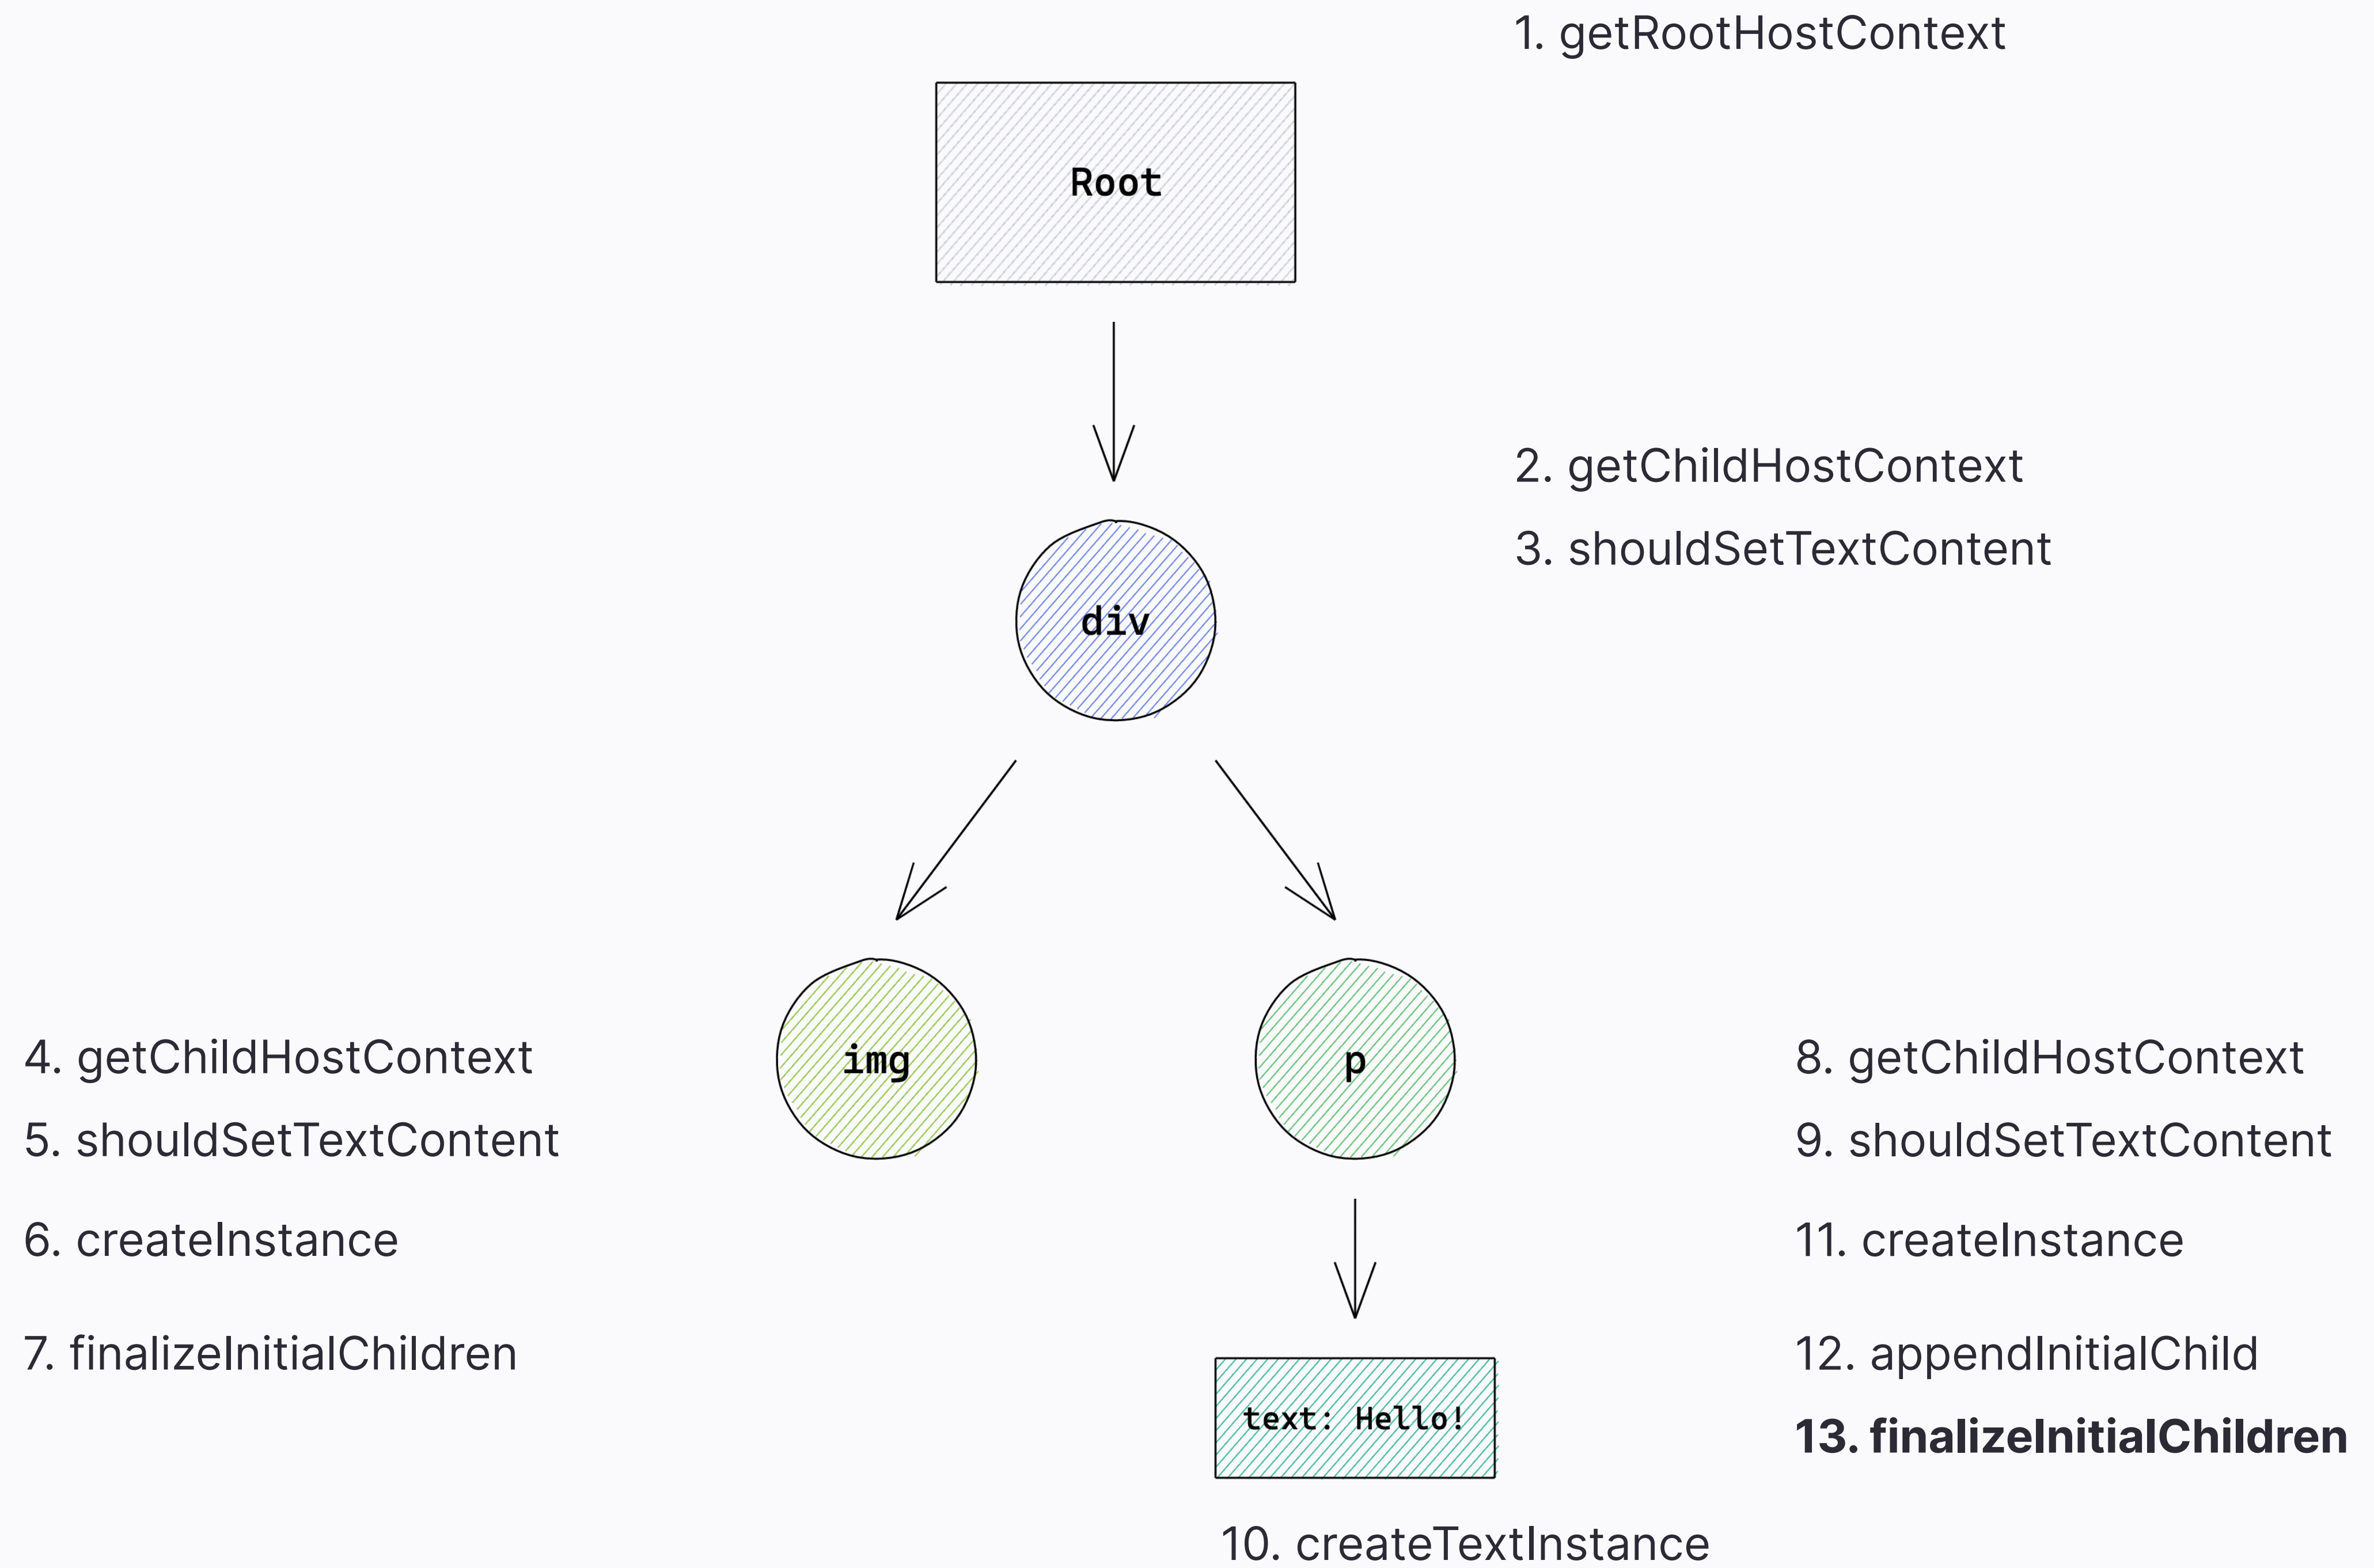 1. getRootHostContext
Root
2. getChildHostContext
3. shouldSetTextContent
div
4. getChildHostContext
5. shouldSetTextContent
6. createInstance
7. finalizeInitialChildren
img
p
8. getChildHostContext
9. shouldSetTextContent
11. createInstance
12. appendInitialChild
13. finalizeInitialChildren
text: Hello!
10. createTextInstance